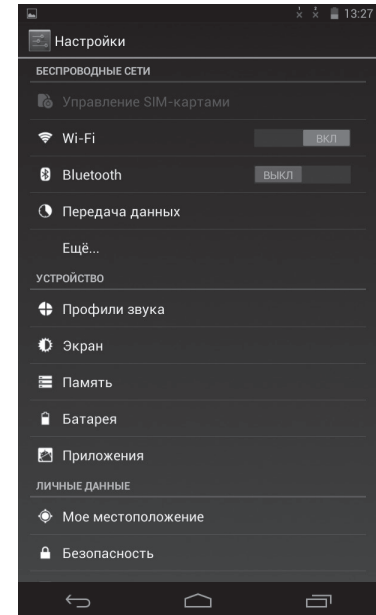 13:27
Настройки
БЕСПРОВОДНЫЕ СЕТИ
Управление SIM-картами
Wi-Fi ВКЛ
Bluetooth ВЫКЛ
Передача данных
Ещё...
УСТРОЙСТВО
Профили звука
Экран
Память
Батарея
Приложения
ЛИЧНЫЕ ДАННЫЕ
Мое местоположение
Безопасность